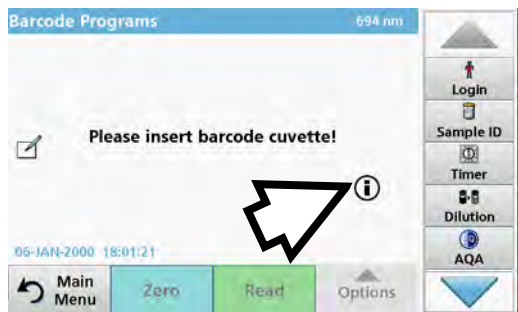 Barcode Programs 694 nm
Please insert barcode cuvette!
i
06-JAN-2000 18:01:21
Main
Menu
Zero
Read
Options
Login
Sample ID
Timer
Dilution
AQA